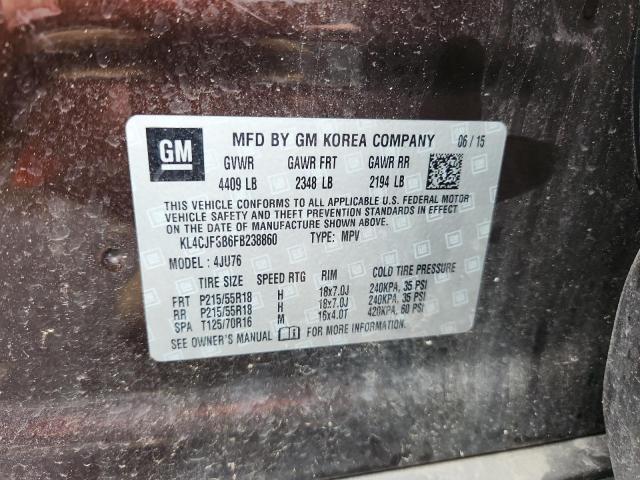 GM
MFD BY GM KOREA COMPANY 06 / 15
GVWR GAWR FRT GAWR RR
4409 LB 2348 LB 2194 LB
THIS VEHICLE CONFORMS TO ALL APPLICABLE U.S. FEDERAL MOTOR
VEHICLE SAFETY AND THEFT PREVENTION STANDARDS IN EFFECT
ON THE DATE OF MANUFACTURE SHOWN ABOVE.
KL4CJFSB6FB238860 TYPE: MPV
MODEL : 4JU76
TIRE SIZE SPEED RTG RIM COLD TIRE PRESSURE
FRT P215/55R18 H 18x7.0J 240KPA, 35 PSI
RR P215/55R18 H 18x7.0J 240KPA, 35 PSI
SPA T125/70R16 M 16x4.0T 420KPA, 60 PSI
SEE OWNER'S MANUAL FOR MORE INFORMATION.